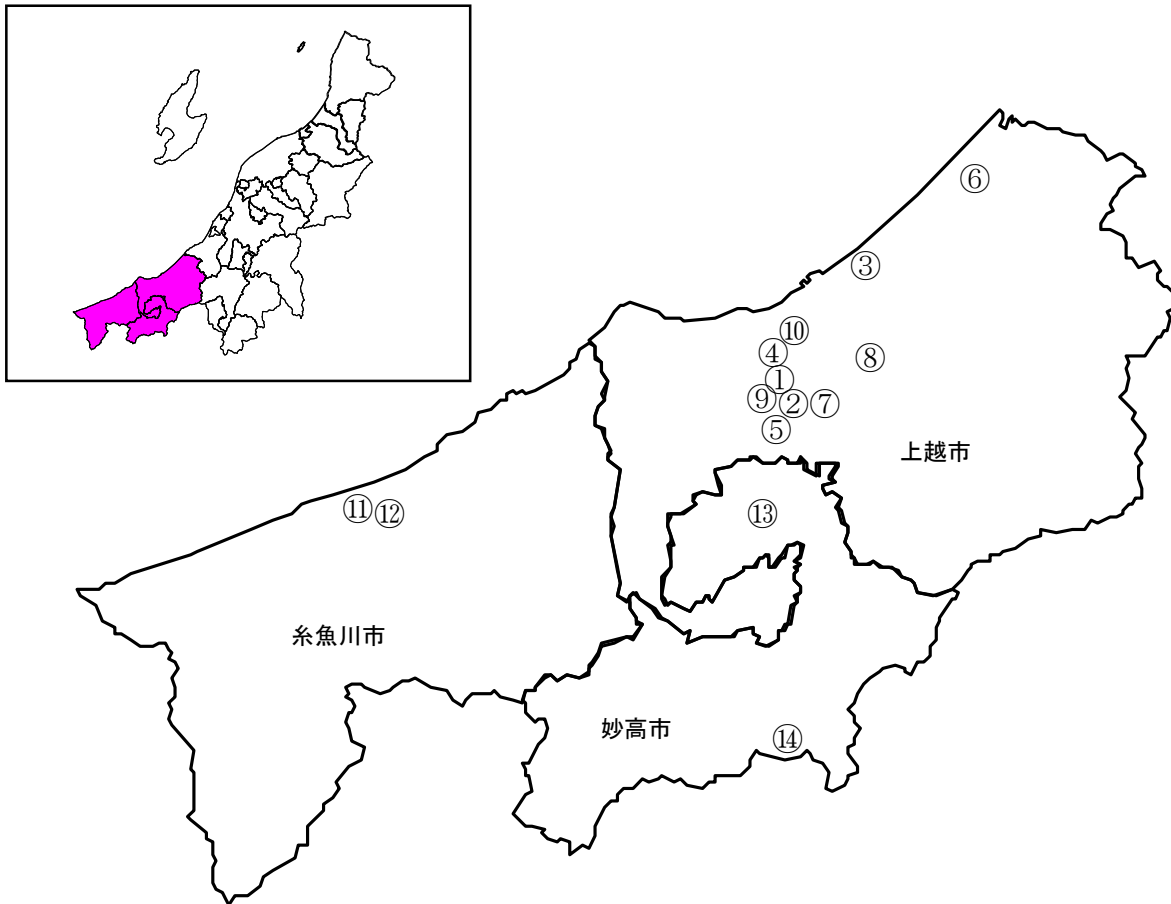 ⑥
③
⑩
④
⑧
①
⑨ ② ⑦
⑤
上越市
⑪ ⑫
⑬
糸魚川市
妙高市
⑭